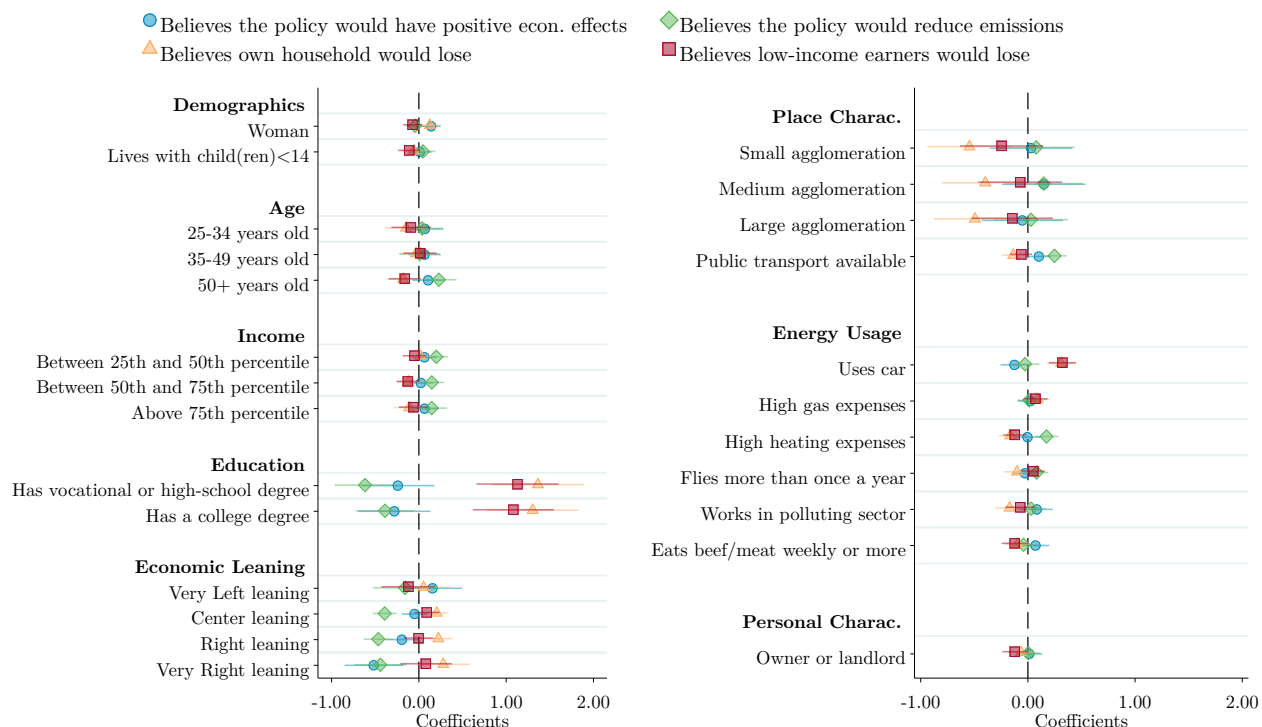 Believes the policy would have positive econ. effects
Believes the policy would reduce emissions
Believes own household would lose
Believes low-income earners would lose
Demographics
Woman
Lives with child(ren)<14
Age
25-34 years old
35-49 years old
50+ years old
Income
Between 25th and 50th percentile
Between 50th and 75th percentile
Above 75th percentile
Education
Has vocational or high-school degree
Has a college degree
Economic Leaning
Very Left leaning
Center leaning
Right leaning
Very Right leaning
-1.00 0.00 1.00 2.00
Coefficients
Place Charac.
Small agglomeration
Medium agglomeration
Large agglomeration
Public transport available
Energy Usage
Uses car
High gas expenses
High heating expenses
Flies more than once a year
Works in polluting sector
Eats beef/meat weekly or more
Personal Charac.
Owner or landlord
-1.00 0.00 1.00 2.00
Coefficients